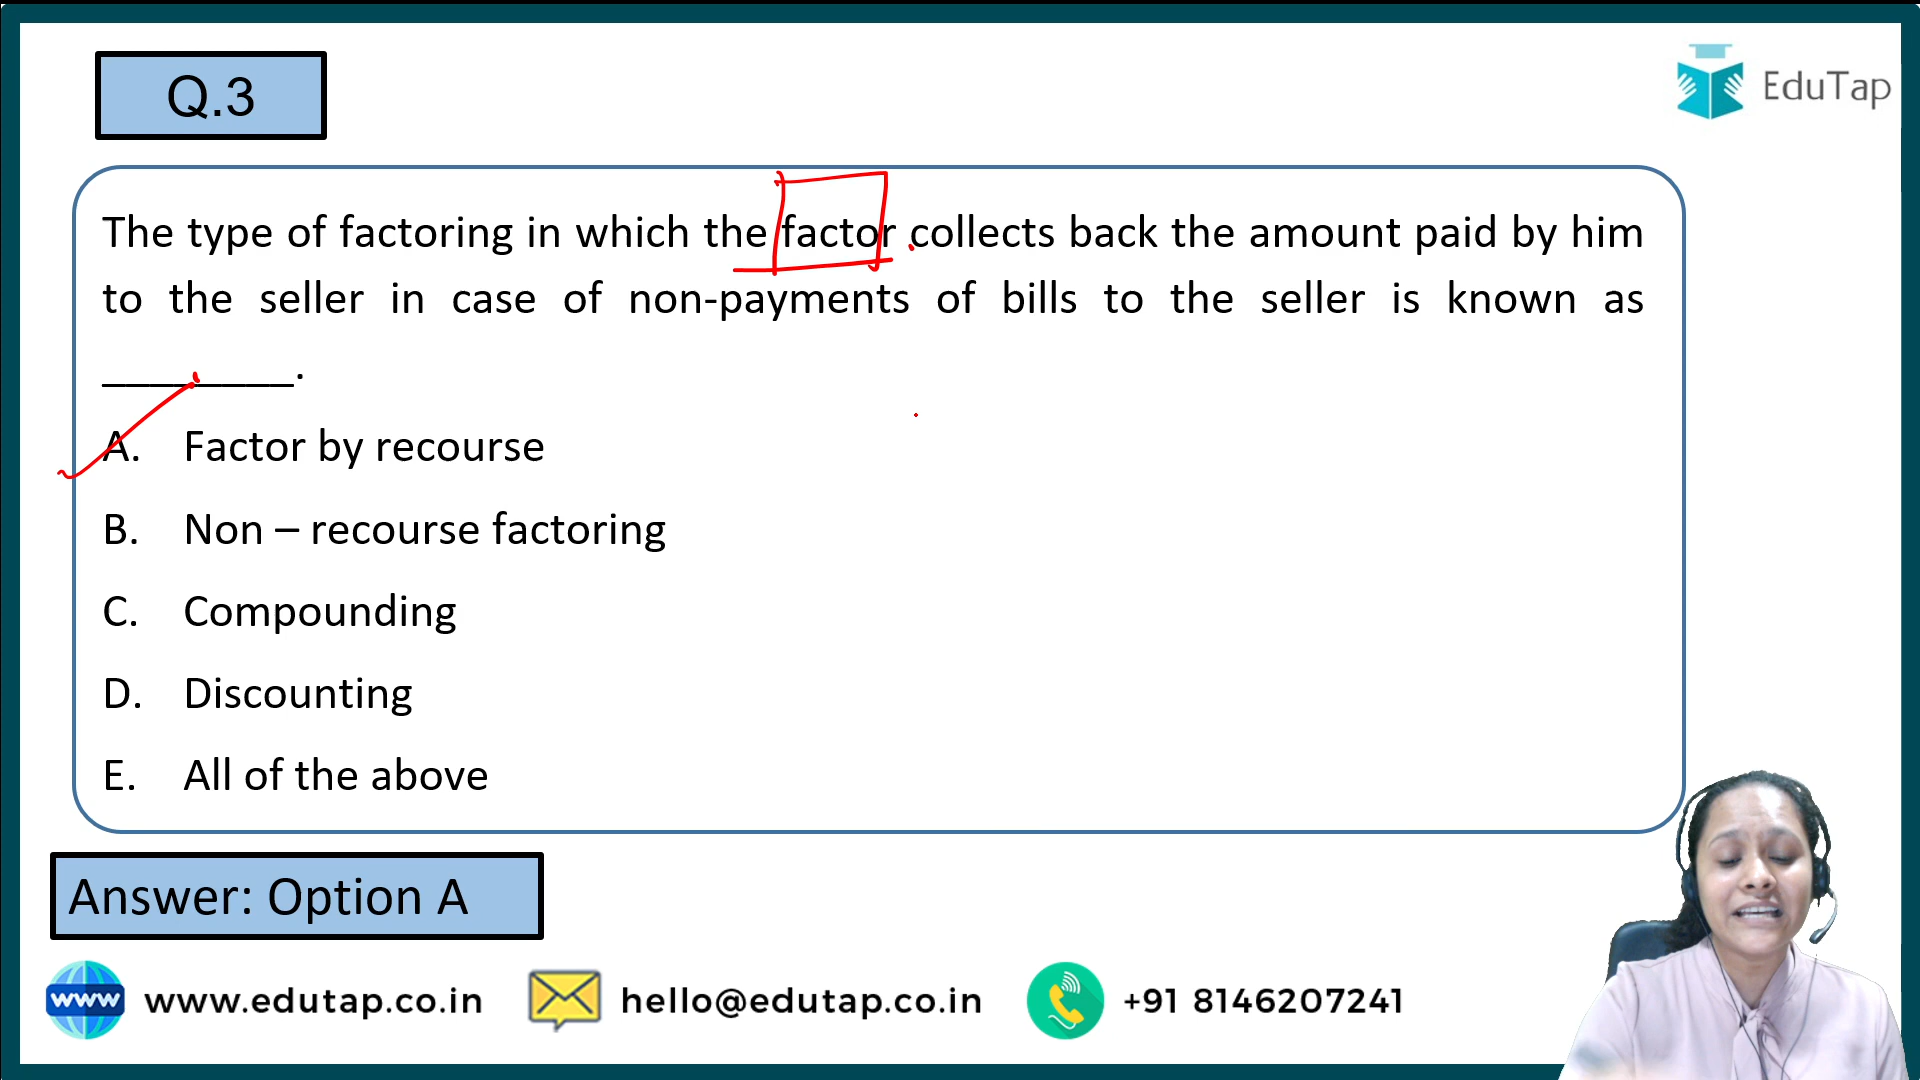 Q.3
EduTap
The type of factoring in which the factor collects back the amount paid by him
to the seller in case of non-payments of bills to the seller is known as
________.
A. Factor by recourse
B. Non – recourse factoring
C. Compounding
D. Discounting
E. All of the above
Answer: Option A
www www.edutap.co.in hello@edutap.co.in +91 8146207241